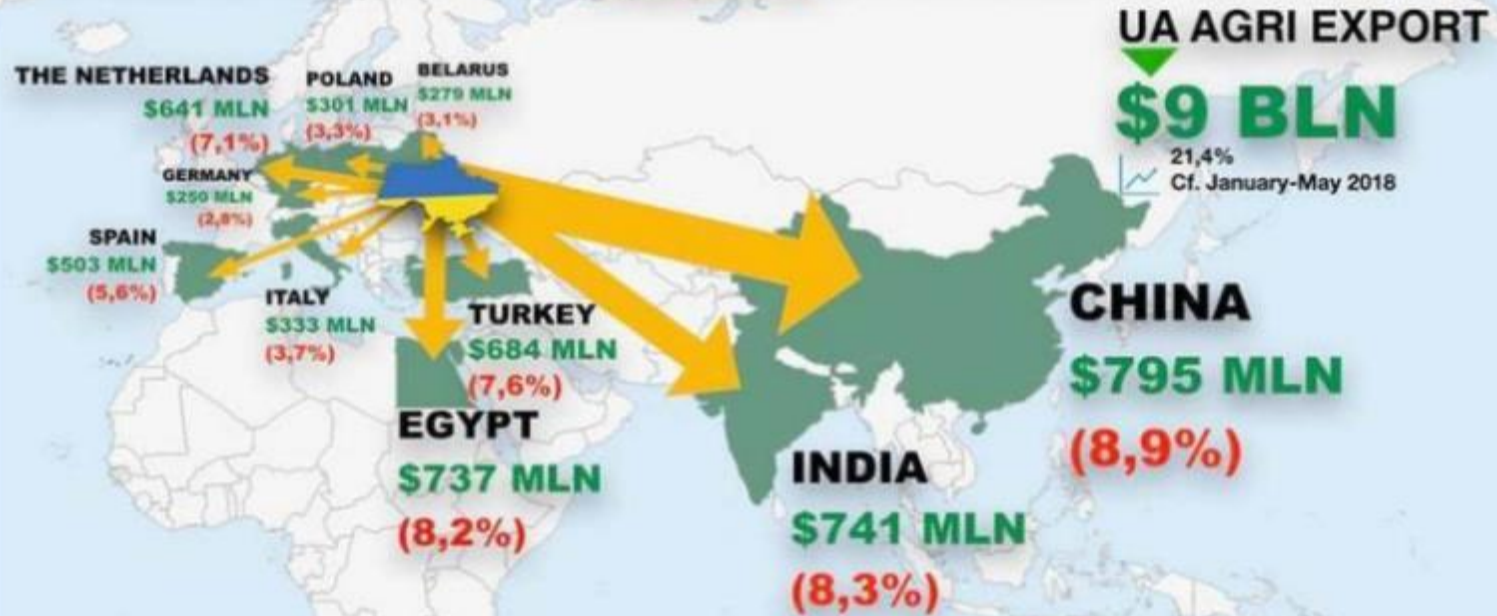 UA AGRI EXPORT
$9 BLN
21,4%
Cf. January-May 2018
THE NETHERLANDS
$641 MLN
(7,1%)
POLAND
$301 MLN
(3,3%)
BELARUS
$279 MLN
(3,1%)
GERMANY
$250 MLN
(2,8%)
SPAIN
$503 MLN
(5,6%)
ITALY
$333 MLN
(3,7%)
TURKEY
$684 MLN
(7,6%)
EGYPT
$737 MLN
(8,2%)
INDIA
$741 MLN
(8,3%)
CHINA
$795 MLN
(8,9%)